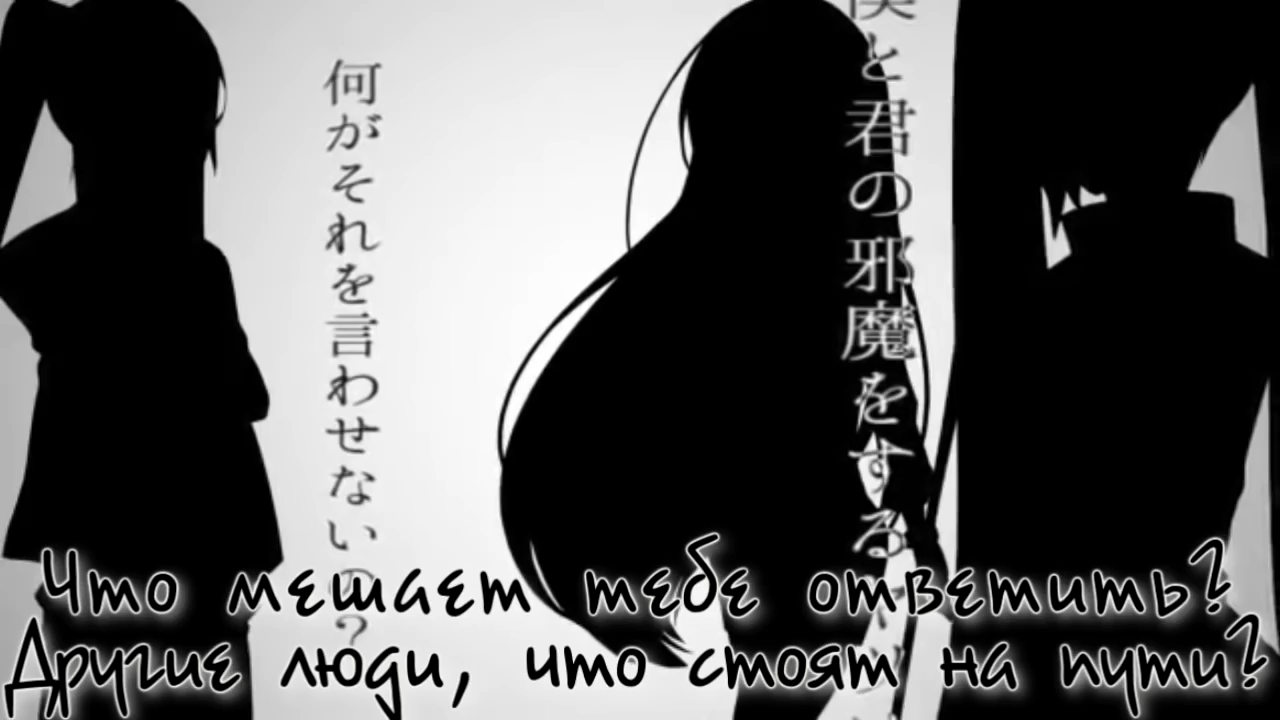 何がそれを言わせないの？
僕と君の邪魔をする
Что мешает тебе ответить?
Другие люди, что стоят на пути?